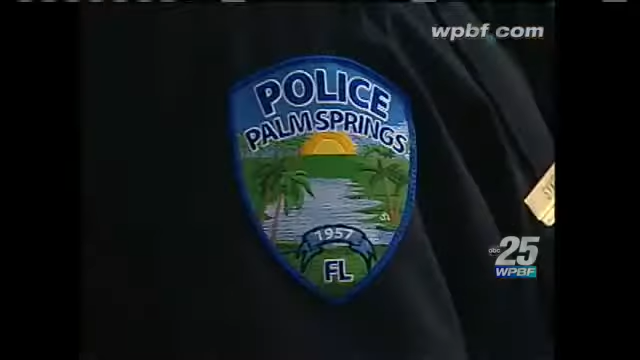 wpbf.com
POLICE
PALM SPRINGS
1957
FL
abc 25
WPBF